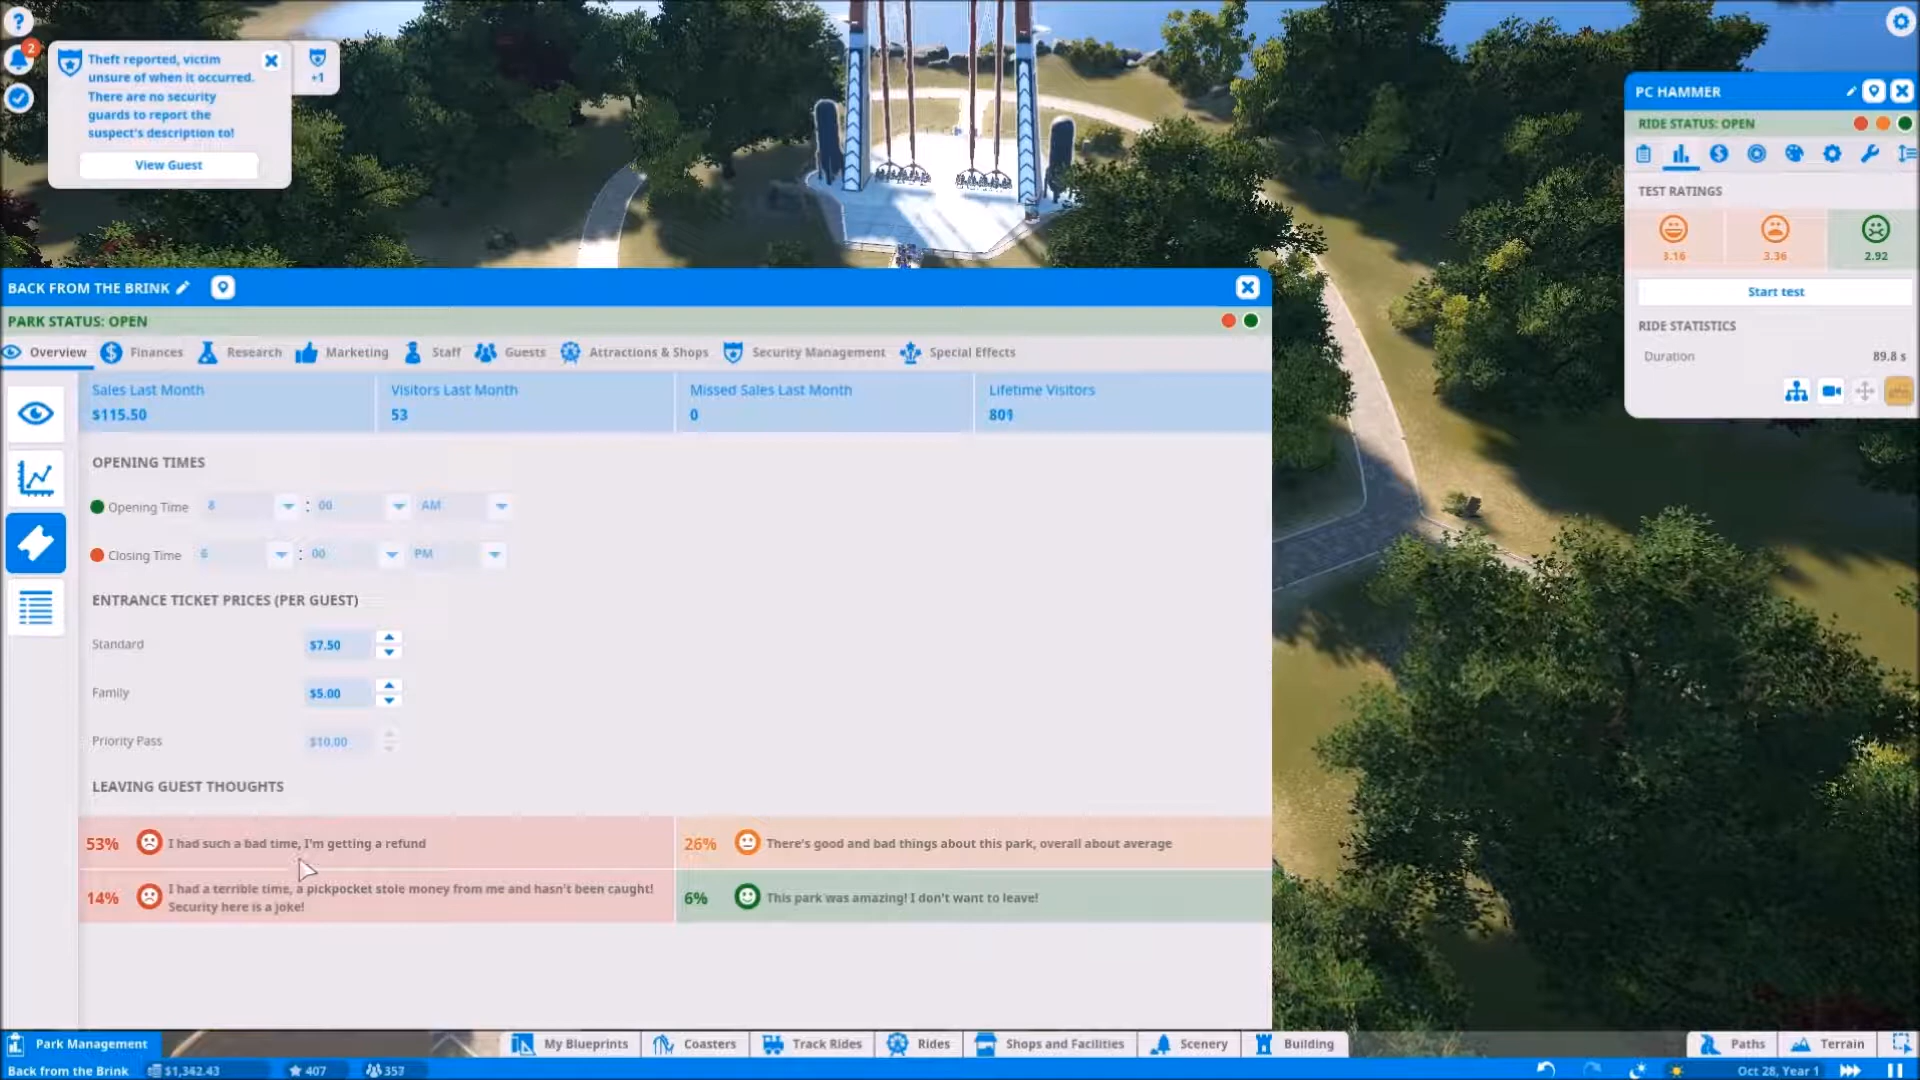 ?
2
Theft reported, victim
unsure of when it occurred.
There are no security
guards to report the
suspect's description to!
View Guest
+1
BACK FROM THE BRINK
PARK STATUS: OPEN
Overview
Finances
Research
Marketing
Staff
Guests
Attractions & Shops
Security Management
Special Effects
Sales Last Month
$115.50
Visitors Last Month
53
Missed Sales Last Month
0
Lifetime Visitors
801
OPENING TIMES
Opening Time 8 : 00 AM
Closing Time 6 : 00 PM
ENTRANCE TICKET PRICES (PER GUEST)
Standard $7.50
Family $5.00
Priority Pass $10.00
LEAVING GUEST THOUGHTS
53% I had such a bad time, I'm getting a refund
26% There's good and bad things about this park, overall about average
14% I had a terrible time, a pickpocket stole money from me and hasn't been caught!
Security here is a joke!
6% This park was amazing! I don't want to leave!
PC HAMMER
RIDE STATUS: OPEN
TEST RATINGS
3.16
3.36
2.92
Start test
RIDE STATISTICS
Duration 89.8 s
Park Management
My Blueprints
Coasters
Track Rides
Rides
Shops and Facilities
Scenery
Building
Paths
Terrain
Back from the Brink
$1,342.43
407
357
Oct 28, Year 1